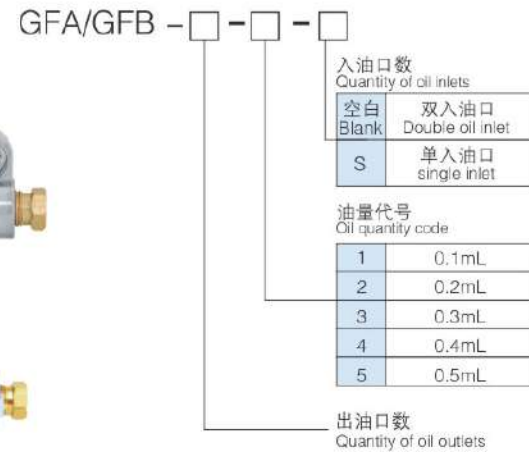 GFA/GFB -□-□-□
入油口数
Quantity of oil inlets
空白 双入油口
Blank Double oil inlet
S 单入油口
single inlet
油量代号
Oil quantity code
1 0.1mL
2 0.2mL
3 0.3mL
4 0.4mL
5 0.5mL
出油口数
Quantity of oil outlets